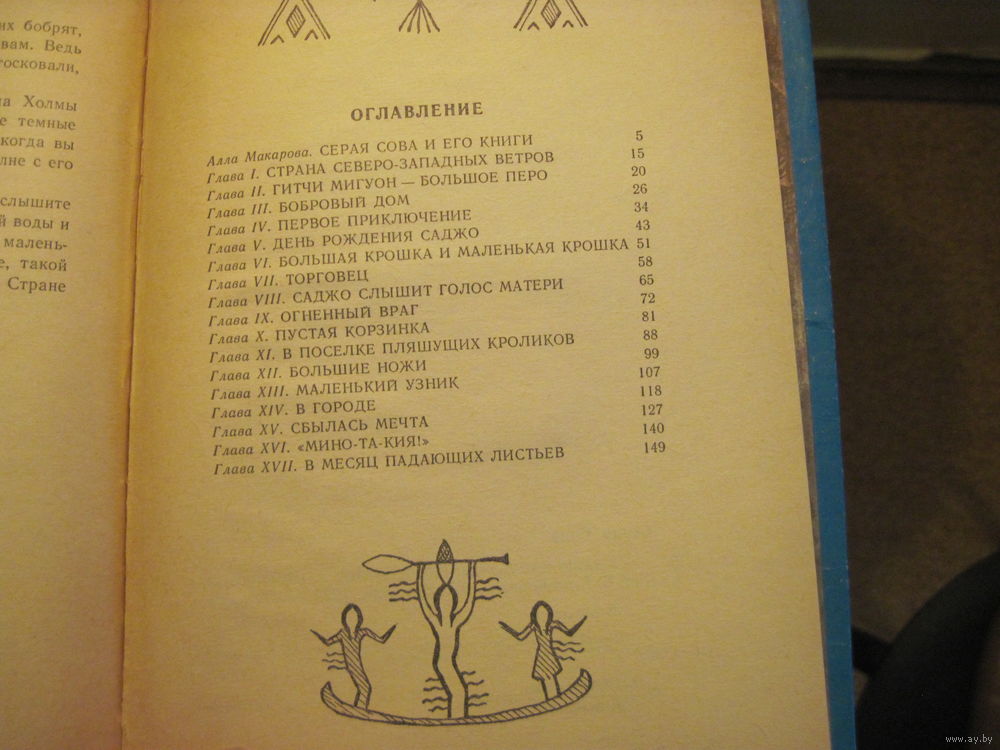 их бобрят,
вам. Ведь
тосковали,
на Холмы
е темные
когда вы
лне с его
слышите
й воды и
малень-
е, такой
Стране
ОГЛАВЛЕНИЕ
Алла Макарова. СЕРАЯ СОВА И ЕГО КНИГИ 5
Глава I. СТРАНА СЕВЕРО-ЗАПАДНЫХ ВЕТРОВ 15
Глава II. ГИТЧИ МИГУОН — БОЛЬШОЕ ПЕРО 20
Глава III. БОБРОВЫЙ ДОМ 26
Глава IV. ПЕРВОЕ ПРИКЛЮЧЕНИЕ 34
Глава V. ДЕНЬ РОЖДЕНИЯ САДЖО 43
Глава VI. БОЛЬШАЯ КРОШКА И МАЛЕНЬКАЯ КРОШКА 51
Глава VII. ТОРГОВЕЦ 58
Глава VIII. САДЖО СЛЫШИТ ГОЛОС МАТЕРИ 65
Глава IX. ОГНЕННЫЙ ВРАГ 72
Глава X. ПУСТАЯ КОРЗИНКА 81
Глава XI. В ПОСЕЛКЕ ПЛЯШУЩИХ КРОЛИКОВ 88
Глава XII. БОЛЬШИЕ НОЖИ 99
Глава XIII. МАЛЕНЬКИЙ УЗНИК 107
Глава XIV. В ГОРОДЕ 118
Глава XV. СБЫЛАСЬ МЕЧТА 127
Глава XVI. «МИНО-ТА-КИЯ!» 140
Глава XVII. В МЕСЯЦ ПАДАЮЩИХ ЛИСТЬЕВ 149
www.ay.by